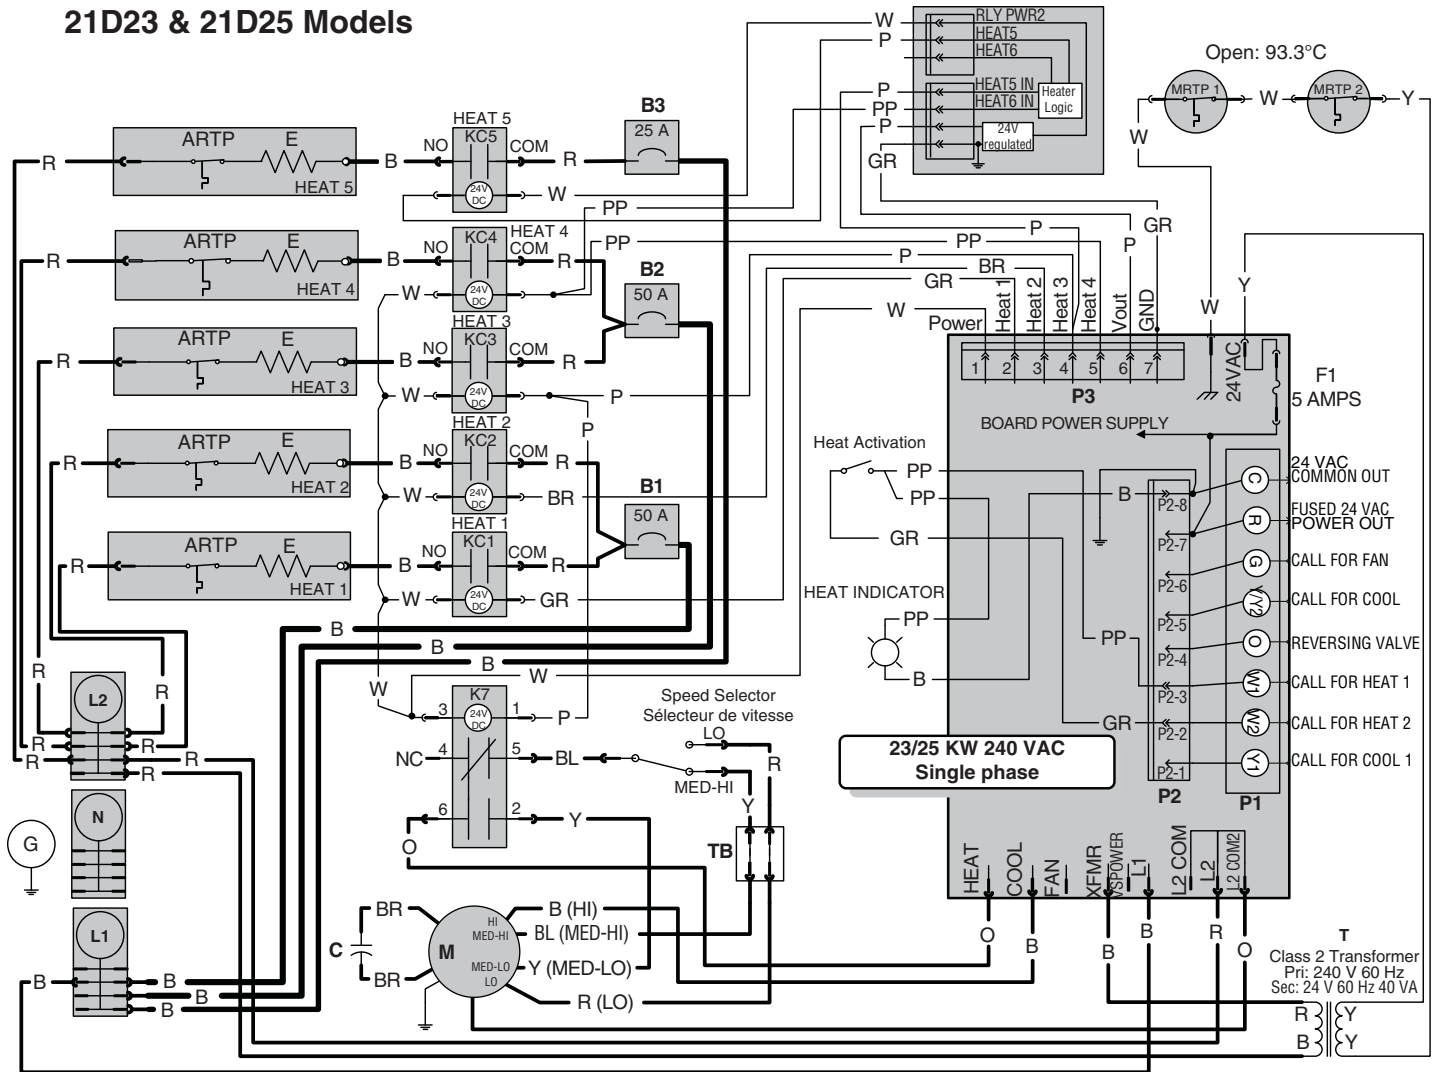 21D23 & 21D25 Models
W
P
RLY PWR2
HEAT5
HEAT6
P
PP
P
GR
HEAT5 IN
HEAT6 IN
Heater
Logic
24V
regulated
Open: 93.3°C
MRTP 1
W
MRTP 2
Y
W
R
ARTP
E
HEAT 5
B
NO
HEAT 5
KC5
COM
R
24V
DC
W
B3
25 A
PP
R
ARTP
E
HEAT 4
B
NO
KC4
HEAT 4
COM
R
PP
W
24V
DC
B2
50 A
R
ARTP
E
HEAT 3
B
NO
HEAT 3
KC3
COM
R
W
24V
DC
P
P
R
ARTP
E
HEAT 2
B
NO
HEAT 2
KC2
COM
R
W
24V
DC
BR
B1
50 A
R
ARTP
E
HEAT 1
B
NO
HEAT 1
KC1
COM
R
W
24V
DC
GR
P
PP
P
BR
GR
W
P
GR
W
Y
Power
Heat 1
Heat 2
Heat 3
Heat 4
Vout
GND
1
2
3
4
5
6
7
P3
24VAC
F1
5 AMPS
BOARD POWER SUPPLY
Heat Activation
PP
PP
GR
HEAT INDICATOR
PP
B
B
PP
GR
P2-8
P2-7
P2-6
P2-5
P2-4
P2-3
P2-2
P2-1
P2
C
R
G
Y/Y2
O
W1
W2
Y1
P1
24 VAC
COMMON OUT
FUSED 24 VAC
POWER OUT
CALL FOR FAN
CALL FOR COOL
REVERSING VALVE
CALL FOR HEAT 1
CALL FOR HEAT 2
CALL FOR COOL 1
23/25 KW 240 VAC
Single phase
B
B
B
R
R
R
R
R
R
R
R
L2
N
G
L1
B
B
B
B
W
W
K7
3
24V
DC
1
P
NC
4
5
BL
6
2
Y
O
Speed Selector
Sélecteur de vitesse
LO
MED-HI
R
Y
TB
C
BR
BR
M
HI
MED-HI
MED-LO
LO
B (HI)
BL (MED-HI)
Y (MED-LO)
R (LO)
HEAT
COOL
FAN
XFMR
VSPOWER
L1
L2 COM
L2
L2 COM2
O
B
B
B
R
O
T
Class 2 Transformer
Pri: 240 V 60 Hz
Sec: 24 V 60 Hz 40 VA
R
Y
B
Y